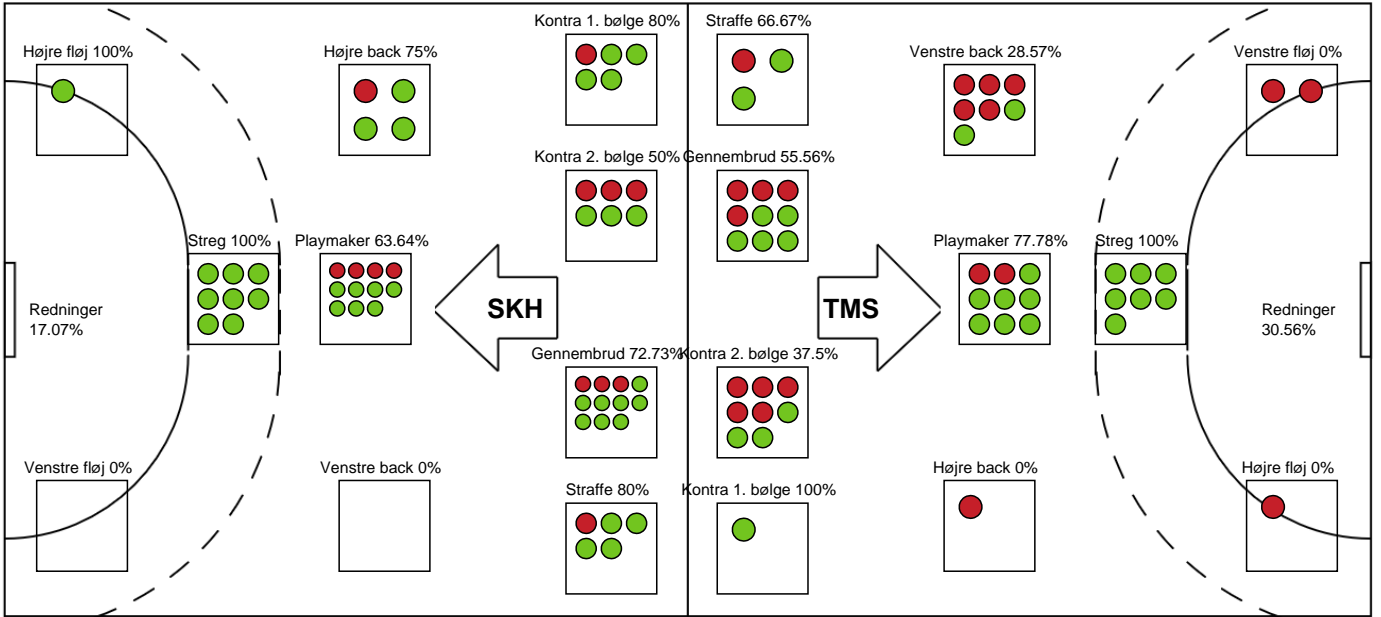 Kontra 1. bølge 80%
Straffe 66.67%
Højre fløj 100%
Højre back 75%
Venstre back 28.57%
Venstre fløj 0%
Kontra 2. bølge 50%
Gennembrud 55.56%
Streg 100%
Playmaker 63.64%
Playmaker 77.78%
Streg 100%
Redninger
17.07%
SKH
TMS
Redninger
30.56%
Gennembrud 72.73%
Kontra 2. bølge 37.5%
Venstre fløj 0%
Venstre back 0%
Straffe 80%
Kontra 1. bølge 100%
Højre back 0%
Højre fløj 0%